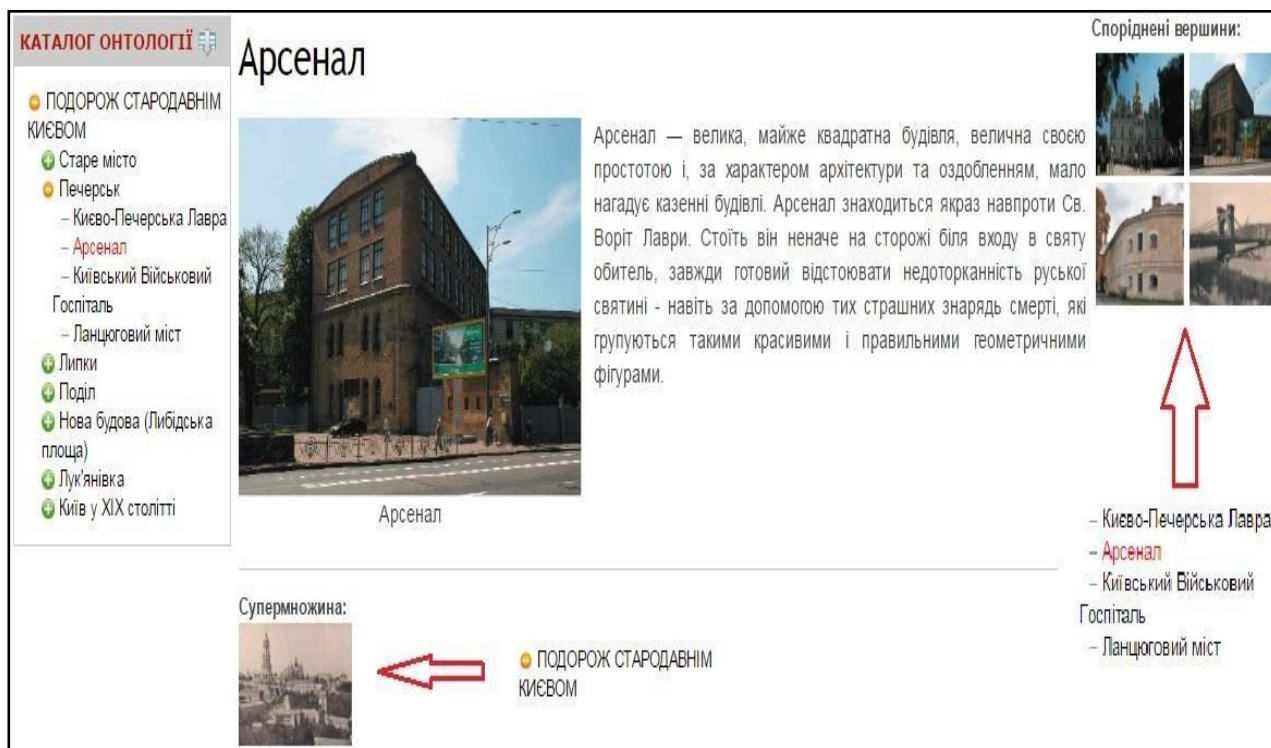 КАТАЛОГ ОНТОЛОГІЇ
ПОДОРОЖ СТАРОДАВНІМ
КИЄВОМ
Старе місто
Печерськ
– Києво-Печерська Лавра
– Арсенал
– Київський Військовий
Госпіталь
– Ланцюговий міст
Липки
Поділ
Нова будова (Либідська
площа)
Лук'янівка
Київ у XIX столітті
Арсенал
Арсенал — велика, майже квадратна будівля, велична своєю
простотою і, за характером архітектури та оздобленням, мало
нагадує казенні будівлі. Арсенал знаходиться якраз навпроти Св.
Воріт Лаври. Стоїть він неначе на сторожі біля входу в святу
обитель, завжди готовий відстоювати недоторканність руської
святині - навіть за допомогою тих страшних знарядь смерті, які
групуються такими красивими і правильними геометричними
фігурами.
Арсенал
Супермножина:
ПОДОРОЖ СТАРОДАВНІМ
КИЄВОМ
Споріднені вершини:
– Києво-Печерська Лавра
– Арсенал
– Київський Військовий
Госпіталь
– Ланцюговий міст